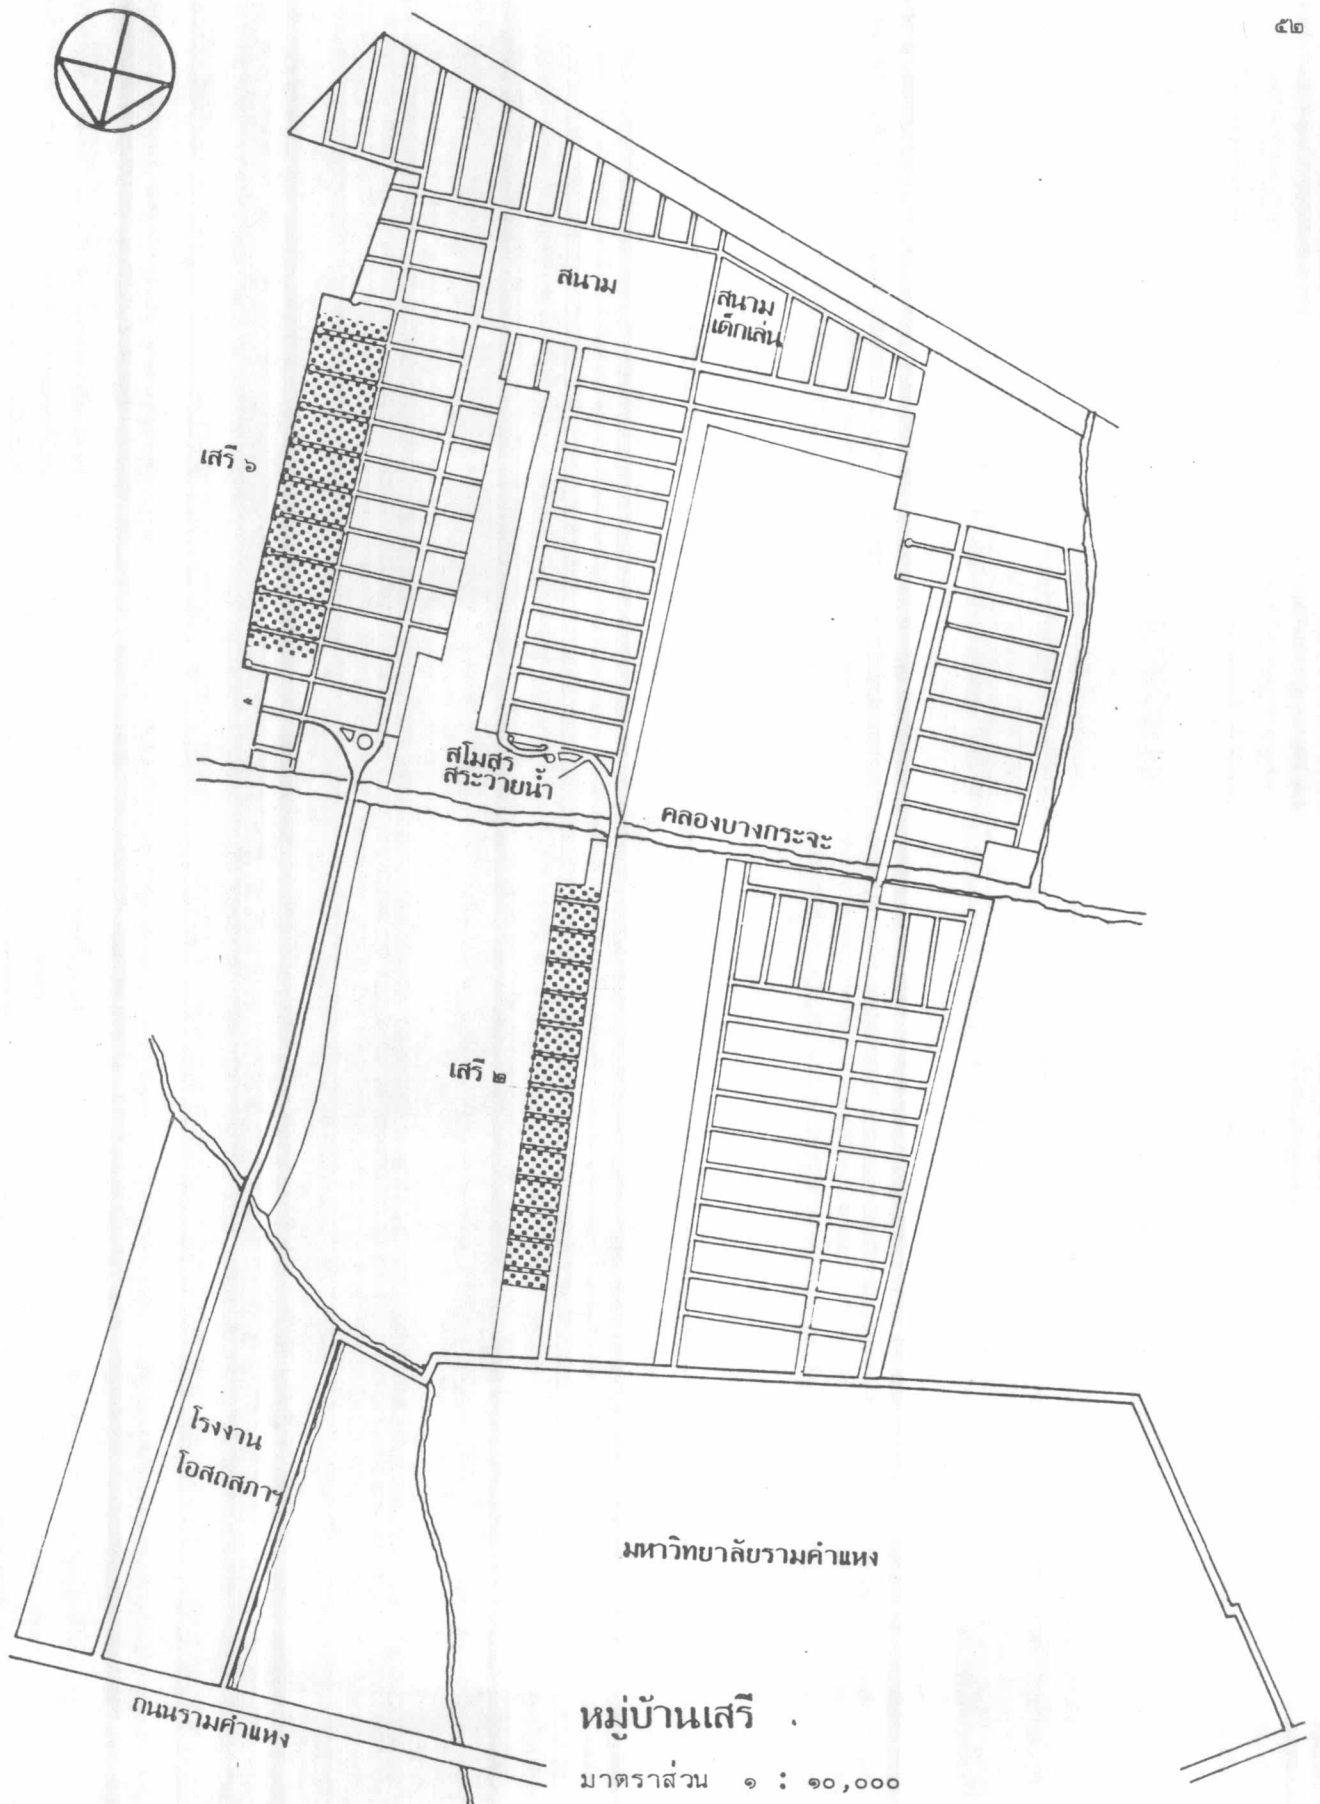 ๕๒
สนาม
สนาม
เด็กเล่น
เสรี ๖
สโมสร
สระว่ายน้ำ
คลองบางกระจะ
เสรี ๒
โรงงาน
โอสถสภาฯ
มหาวิทยาลัยรามคำแหง
ถนนรามคำแหง
หมู่บ้านเสรี
มาตราส่วน ๑ : ๑๐,๐๐๐